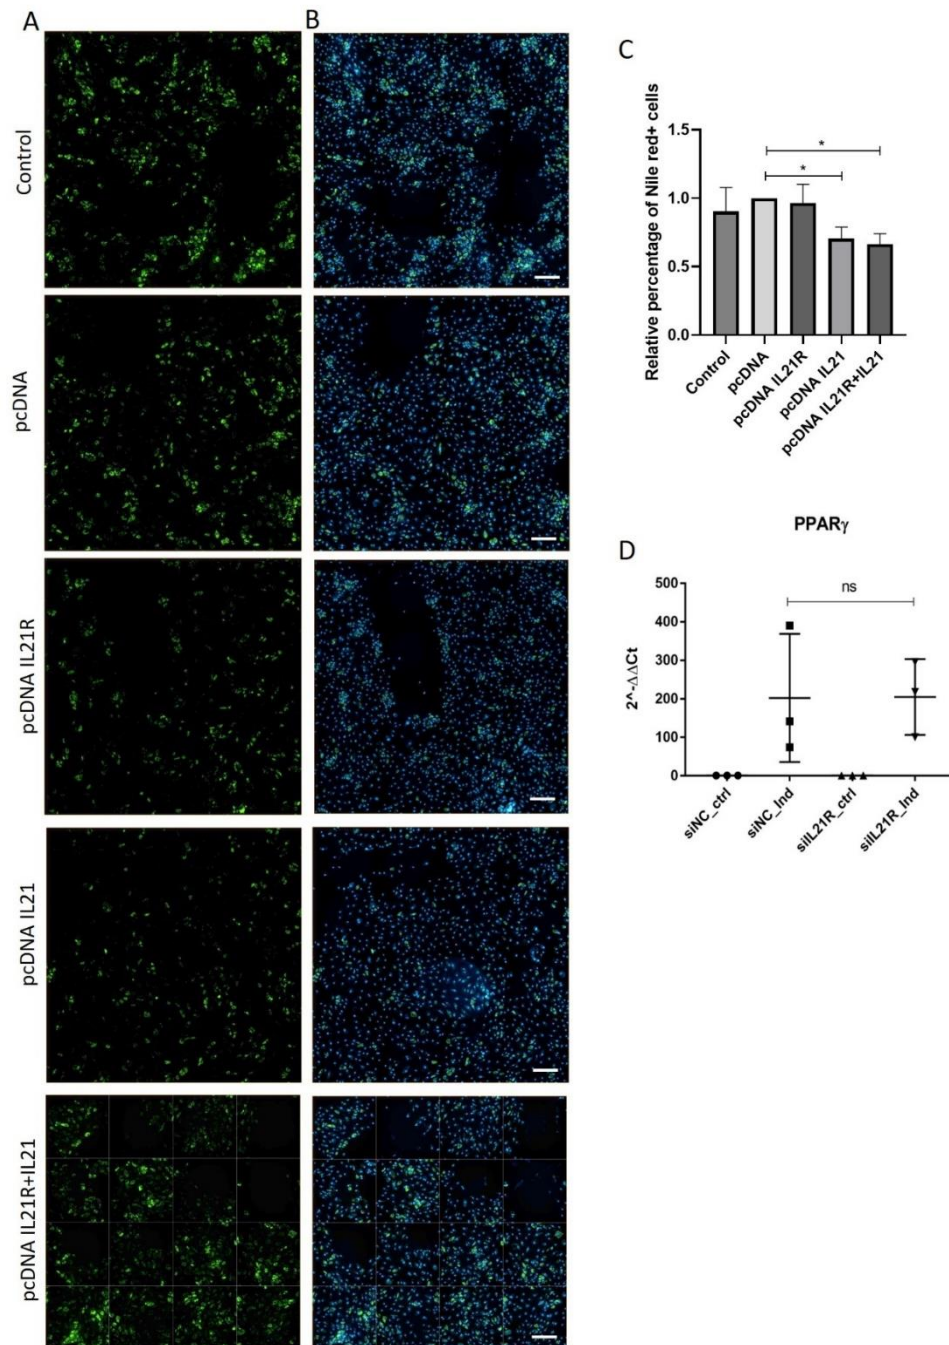 A
B
Control
pcDNA
pcDNA IL21R
pcDNA IL21
pcDNA IL21R+IL21
C
Relative percentage of Nile red+ cells
1.5
1.0
0.5
0.0
*
*
Control
pcDNA
pcDNA IL21R
pcDNA IL21
pcDNA IL21R+IL21
PPARγ
D
2^-ΔΔCt
500
400
300
200
100
0
ns
siNC_ctrl
siNC_Ind
siIL21R_ctrl
siIL21R_Ind